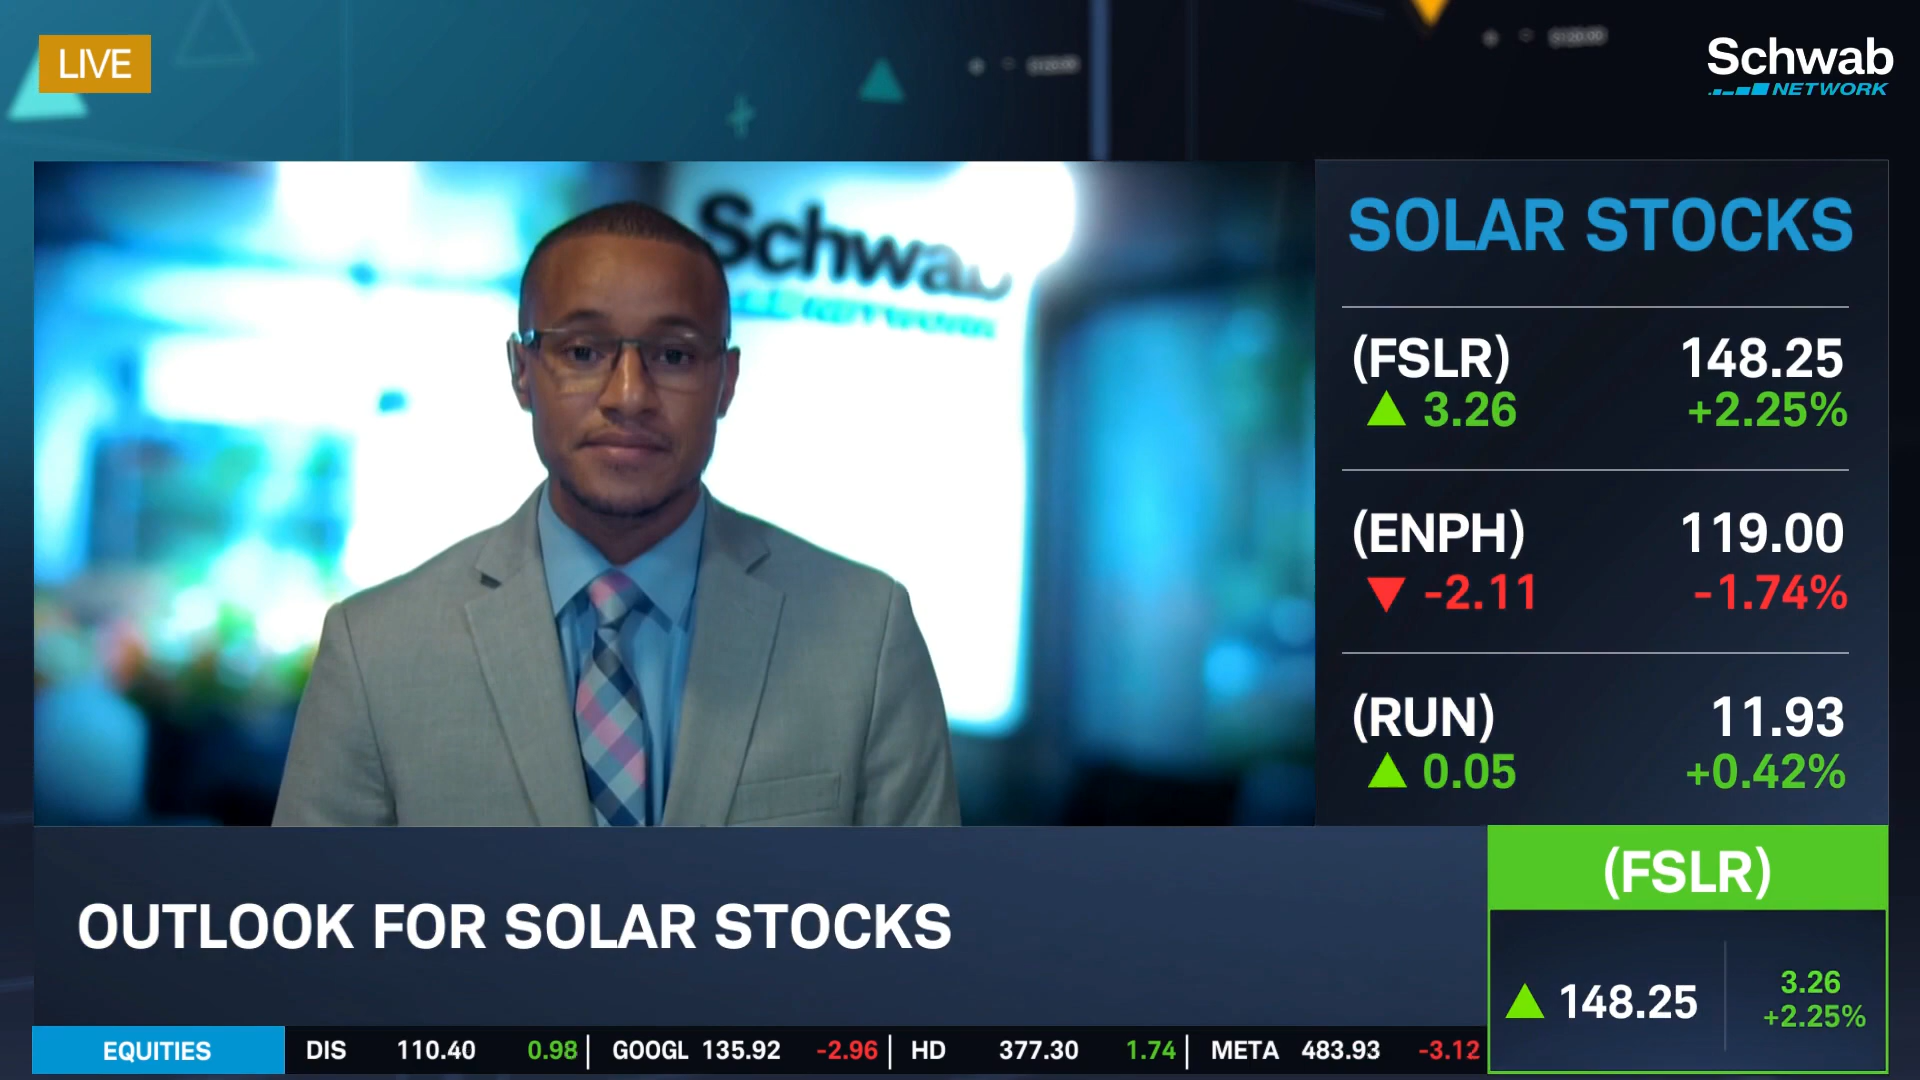 LIVE
Schwab
NETWORK
Schwab
NETWORK
SOLAR STOCKS
(FSLR) 148.25
▲ 3.26 +2.25%
(ENPH) 119.00
▼ -2.11 -1.74%
(RUN) 11.93
▲ 0.05 +0.42%
OUTLOOK FOR SOLAR STOCKS
(FSLR)
▲ 148.25
3.26
+2.25%
EQUITIES DIS 110.40 0.98 GOOGL 135.92 -2.96 HD 377.30 1.74 META 483.93 -3.12